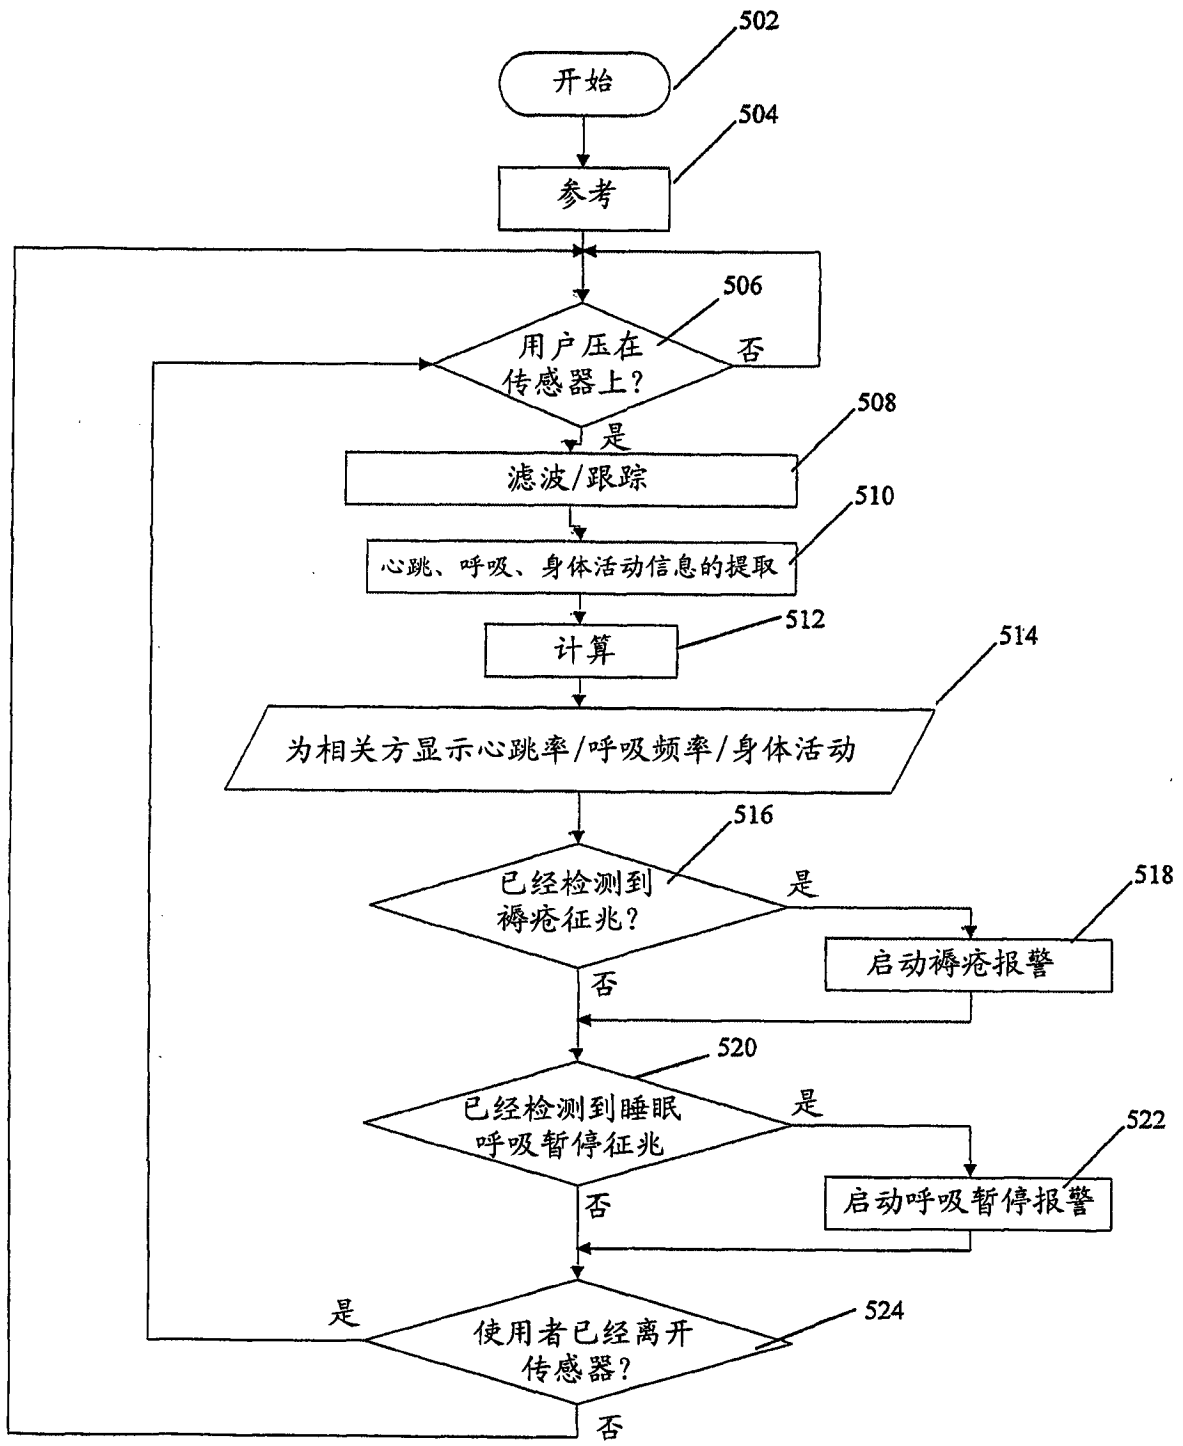 502
开始
504
参考
506
用户压在
传感器上?
否
是
508
滤波/跟踪
510
心跳、呼吸、身体活动信息的提取
512
计算
514
为相关方显示心跳率/呼吸频率/身体活动
516
已经检测到
褥疮征兆?
是
518
启动褥疮报警
否
520
已经检测到睡眠
呼吸暂停征兆
是
522
启动呼吸暂停报警
否
524
使用者已经离开
传感器?
是
否